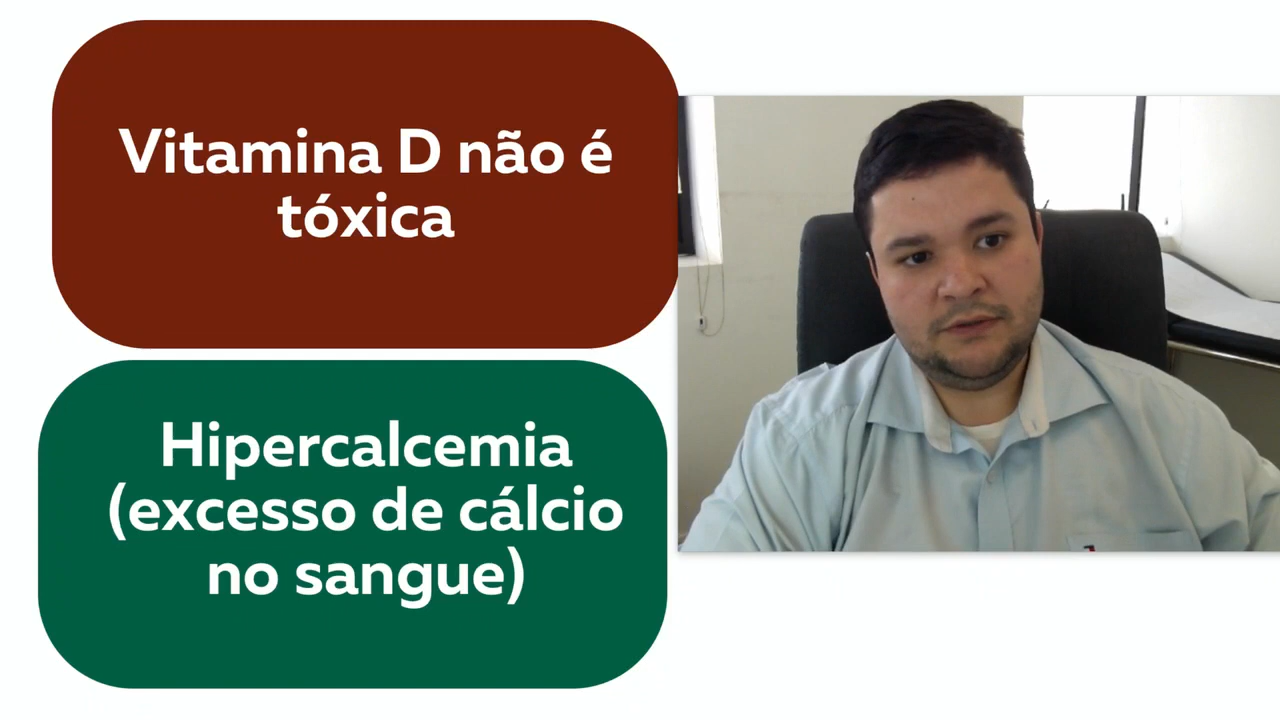 Vitamina D não é
tóxica
Hipercalcemia
(excesso de cálcio
no sangue)